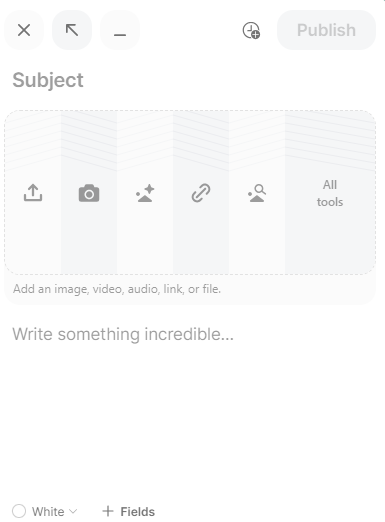 Publish
Subject
All
tools
Add an image, video, audio, link, or file.
Write something incredible...
White
Fields